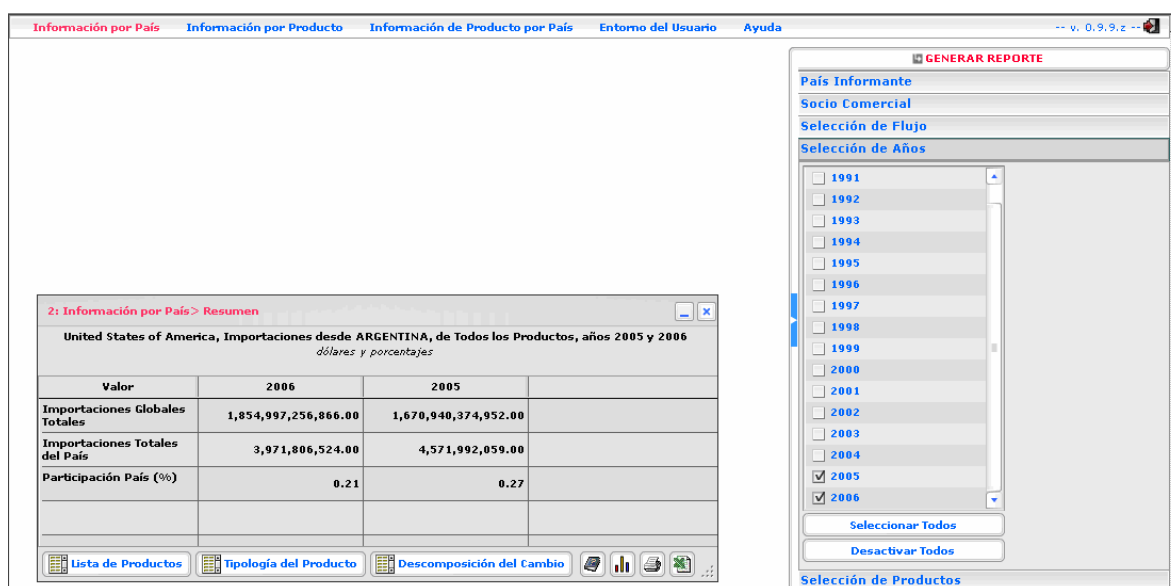 Información por País Información por Producto Información de Producto por País Entorno del Usuario Ayuda -- v. 0.9.9.z --
GENERAR REPORTE
País Informante
Socio Comercial
Selección de Flujo
Selección de Años
1991
1992
1993
1994
1995
1996
1997
1998
1999
2000
2001
2002
2003
2004
2005
2006
Seleccionar Todos
Desactivar Todos
Selección de Productos
2: Información por País> Resumen
United States of America, Importaciones desde ARGENTINA, de Todos los Productos, años 2005 y 2006
dólares y porcentajes
Valor 2006 2005
Importaciones Globales
Totales 1,854,997,256,866.00 1,670,940,374,952.00
Importaciones Totales
del País 3,971,806,524.00 4,571,992,059.00
Participación País (%) 0.21 0.27
Lista de Productos Tipología del Producto Descomposición del Cambio